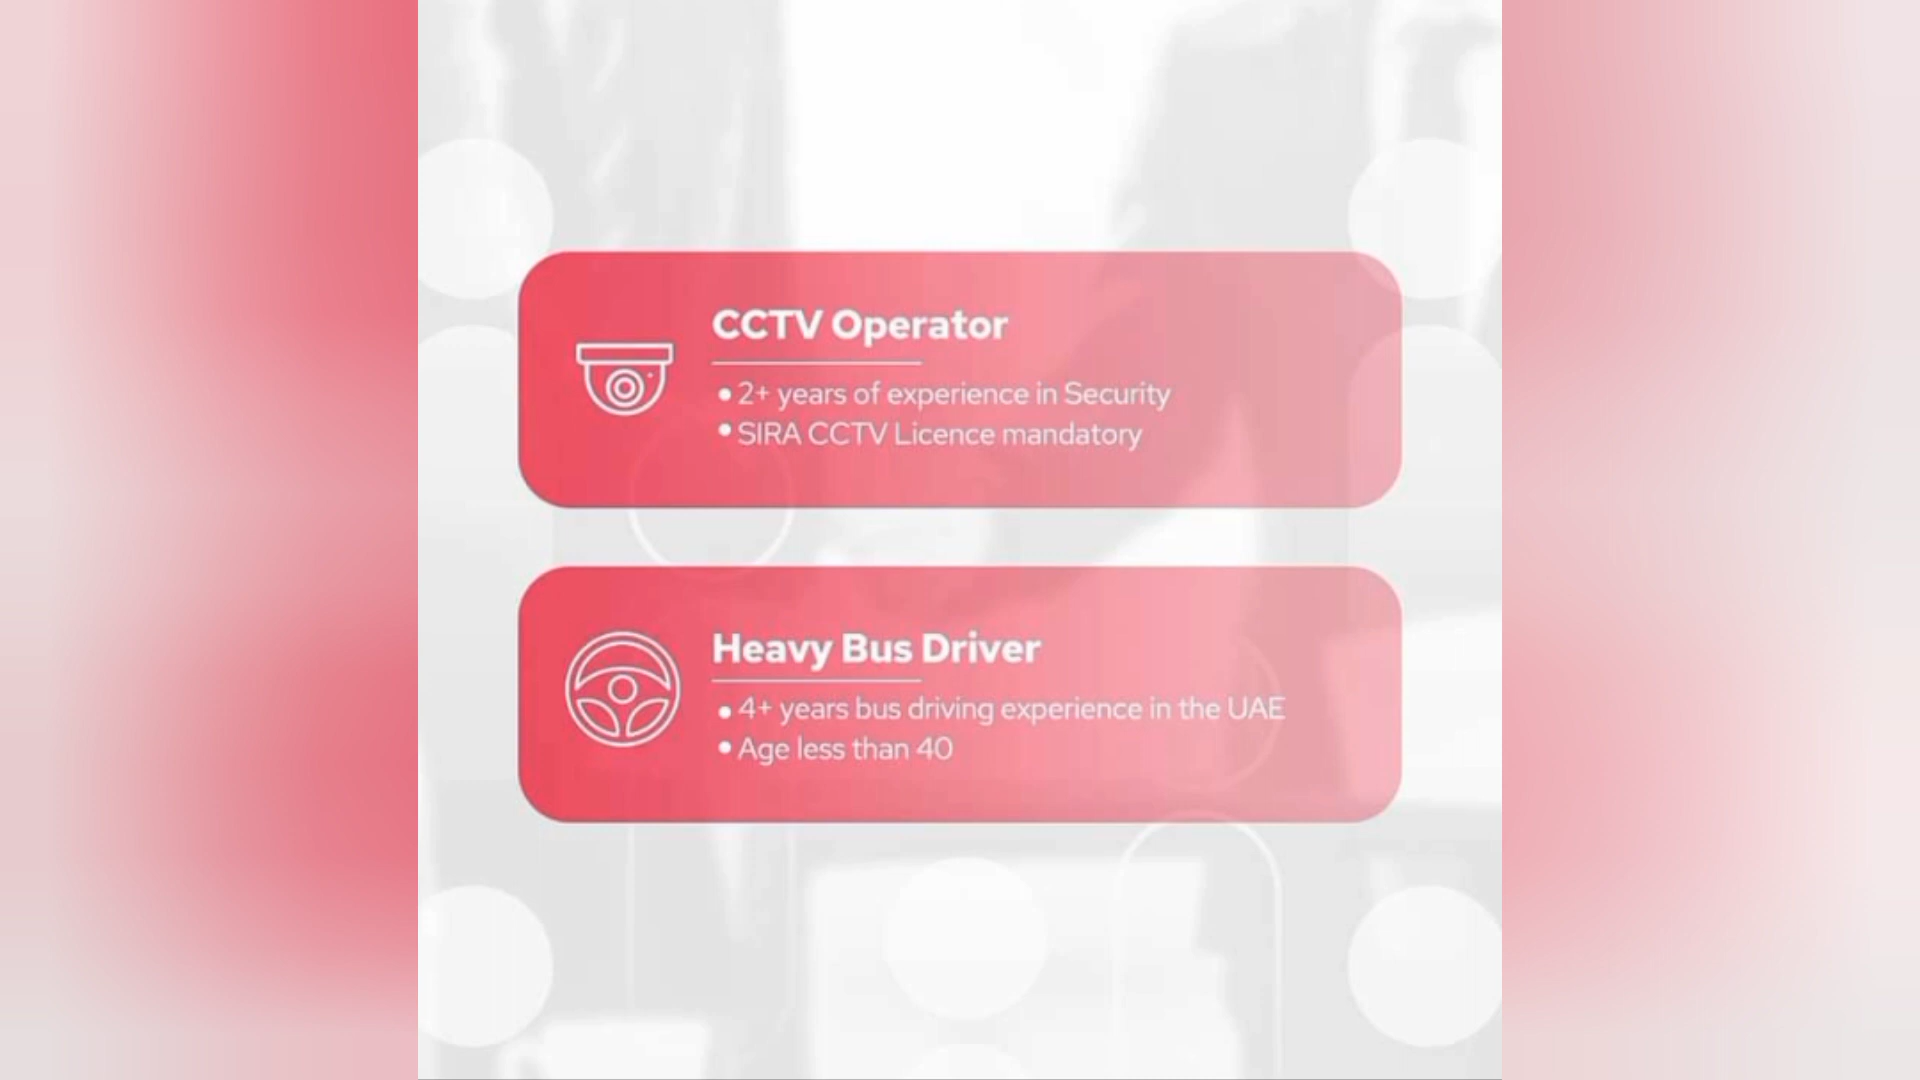 CCTV Operator
• 2+ years of experience in Security
• SIRA CCTV Licence mandatory
Heavy Bus Driver
• 4+ years bus driving experience in the UAE
• Age less than 40